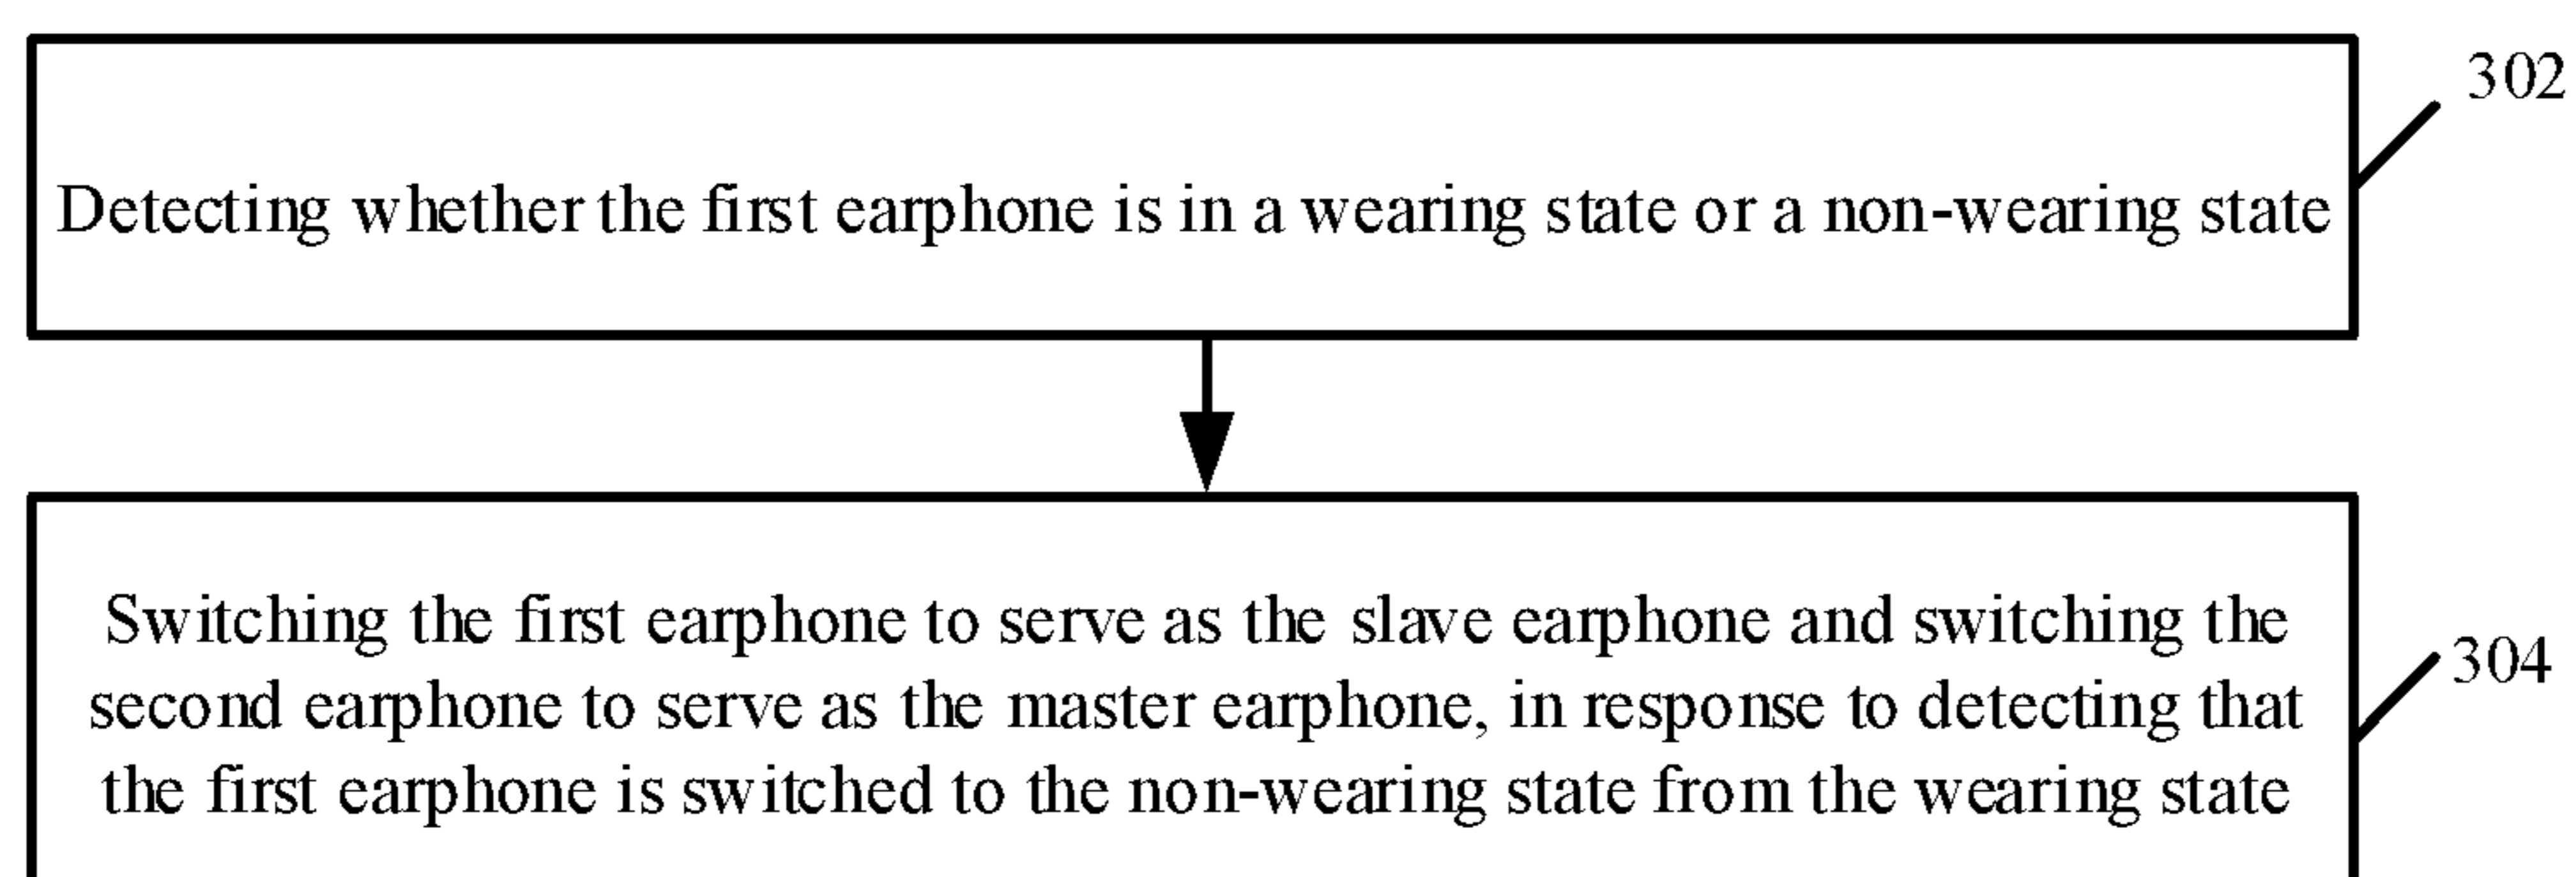 302
Detecting whether the first earphone is in a wearing state or a non-wearing state
Switching the first earphone to serve as the slave earphone and switching the
second earphone to serve as the master earphone, in response to detecting that
the first earphone is switched to the non-wearing state from the wearing state
304